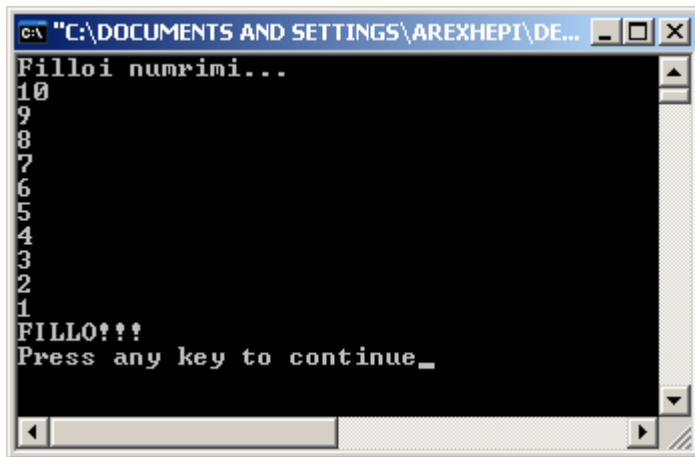 "C:\DOCUMENTS AND SETTINGS\AREXHEPI\DE...
Filloi numrimi...
10
9
8
7
6
5
4
3
2
1
FILLO!!!
Press any key to continue_